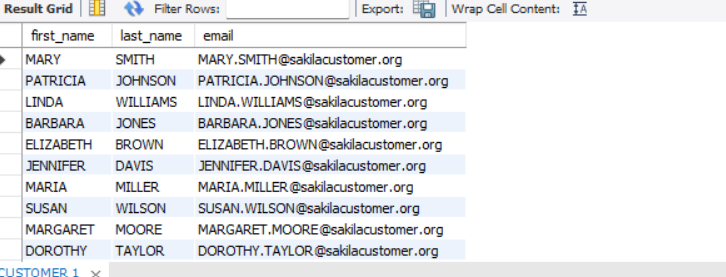 Result Grid Filter Rows: Export: Wrap Cell Content: IA
first_name last_name email
MARY SMITH MARY.SMITH@sakilacustomer.org
PATRICIA JOHNSON PATRICIA.JOHNSON@sakilacustomer.org
LINDA WILLIAMS LINDA.WILLIAMS@sakilacustomer.org
BARBARA JONES BARBARA.JONES@sakilacustomer.org
ELIZABETH BROWN ELIZABETH.BROWN@sakilacustomer.org
JENNIFER DAVIS JENNIFER.DAVIS@sakilacustomer.org
MARIA MILLER MARIA.MILLER@sakilacustomer.org
SUSAN WILSON SUSAN.WILSON@sakilacustomer.org
MARGARET MOORE MARGARET.MOORE@sakilacustomer.org
DOROTHY TAYLOR DOROTHY.TAYLOR@sakilacustomer.org
CUSTOMER 1